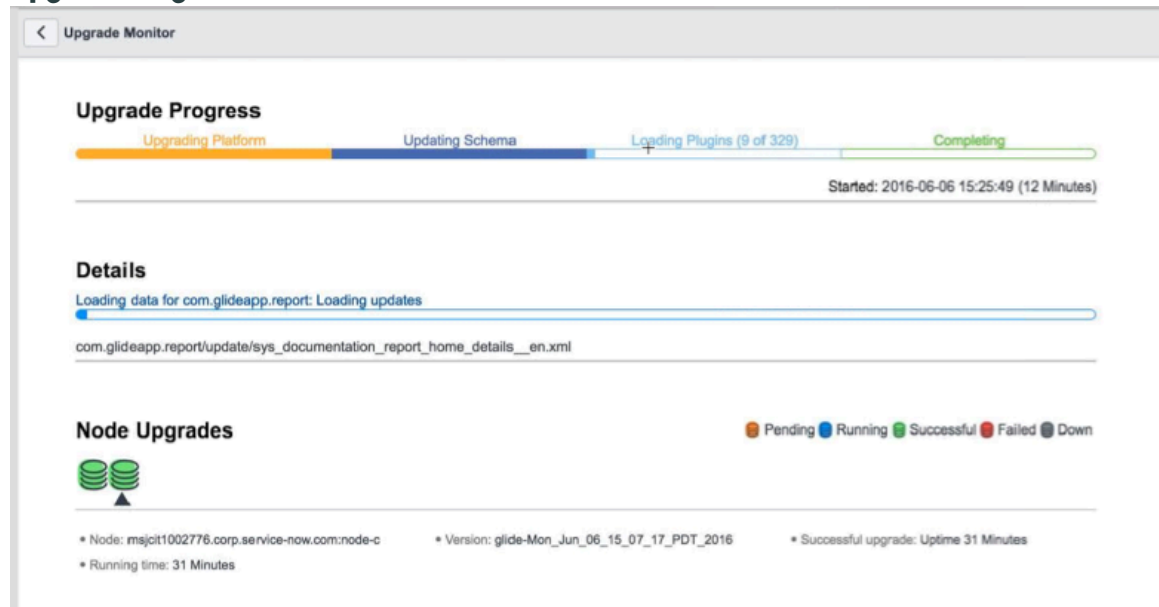 Upgrade Monitor
Upgrade Progress
Upgrading Platform Updating Schema Loading Plugins (9 of 329) Completing
Started: 2016-06-06 15:25:49 (12 Minutes)
Details
Loading data for com.glideapp.report: Loading updates
com.glideapp.report/update/sys_documentation_report_home_details__en.xml
Node Upgrades Pending Running Successful Failed Down
• Node: msjcit1002776.corp.service-now.com:node-c • Version: glide-Mon_Jun_06_15_07_17_PDT_2016 • Successful upgrade: Uptime 31 Minutes
• Running time: 31 Minutes